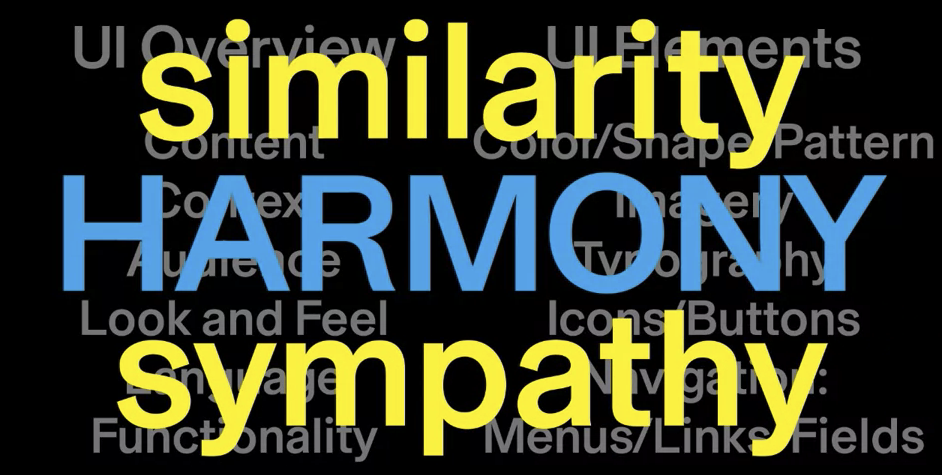 similarity
HARMONY
sympathy
UI Overview
Content
Context
Audience
Look and Feel
Language
Functionality
UI Elements
Color/Shape/Pattern
Imagery
Typography
Icons/Buttons
Navigation:
Menus/Links/Fields